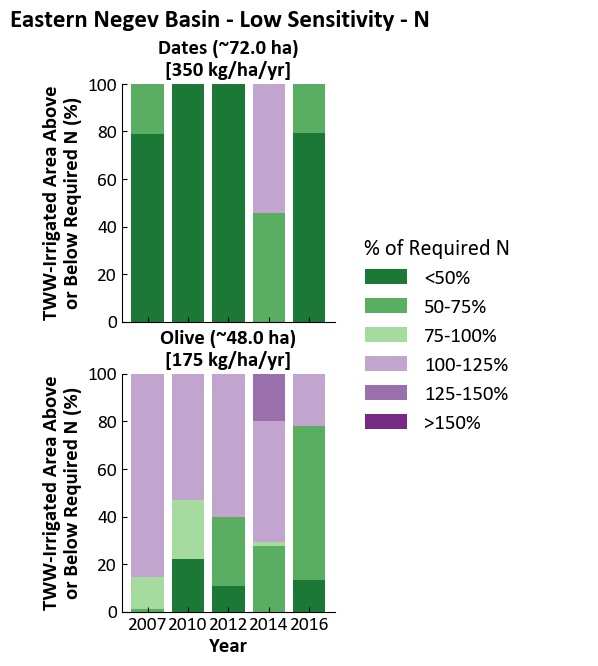 Eastern Negev Basin - Low Sensitivity - N
Dates (~72.0 ha)
[350 kg/ha/yr]
TWW-Irrigated Area Above
or Below Required N (%)
100
80
60
40
20
0
% of Required N
<50%
50-75%
75-100%
100-125%
125-150%
>150%
Olive (~48.0 ha)
[175 kg/ha/yr]
TWW-Irrigated Area Above
or Below Required N (%)
100
80
60
40
20
0
2007 2010 2012 2014 2016
Year